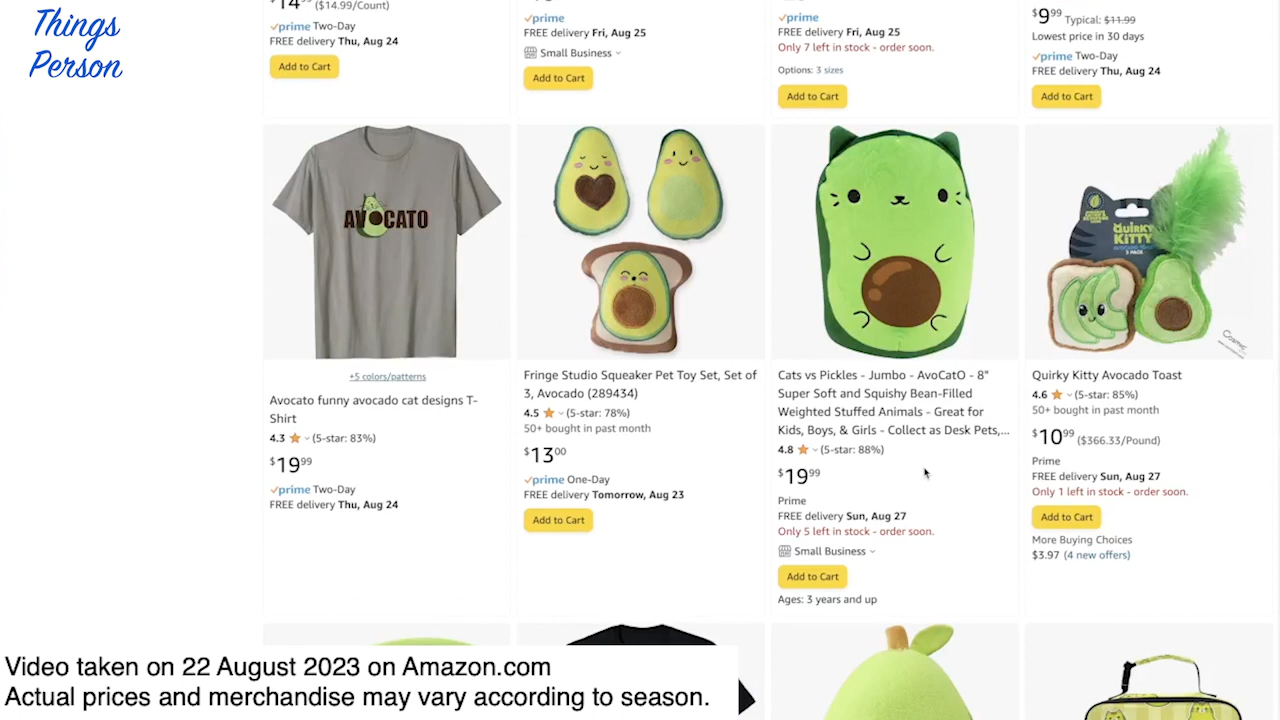 Things
Person
$14 ($14.99/Count)
prime Two-Day
FREE delivery Thu, Aug 24
Add to Cart
prime
FREE delivery Fri, Aug 25
Small Business
Add to Cart
prime
FREE delivery Fri, Aug 25
Only 7 left in stock - order soon.
Options: 3 sizes
Add to Cart
$9.99 Typical: $11.99
Lowest price in 30 days
prime Two-Day
FREE delivery Thu, Aug 24
Add to Cart
AVOCATO
+5 colors/patterns
Avocato funny avocado cat designs T-
Shirt
4.3 (5-star: 83%)
$19.99
prime Two-Day
FREE delivery Thu, Aug 24
Fringe Studio Squeaker Pet Toy Set, Set of
3, Avocado (289434)
4.5 (5-star: 78%)
50+ bought in past month
$13.00
prime One-Day
FREE delivery Tomorrow, Aug 23
Add to Cart
Cats vs Pickles - Jumbo - AvoCatO - 8"
Super Soft and Squishy Bean-Filled
Weighted Stuffed Animals - Great for
Kids, Boys, & Girls - Collect as Desk Pets,...
4.8 (5-star: 88%)
$19.99
Prime
FREE delivery Sun, Aug 27
Only 5 left in stock - order soon.
Small Business
Add to Cart
Ages: 3 years and up
QUIRKY
KITTY
Quirky Kitty Avocado Toast
4.6 (5-star: 85%)
50+ bought in past month
$10.99 ($366.33/Pound)
Prime
FREE delivery Sun, Aug 27
Only 1 left in stock - order soon.
Add to Cart
More Buying Choices
$3.97 (4 new offers)
Video taken on 22 August 2023 on Amazon.com
Actual prices and merchandise may vary according to season.